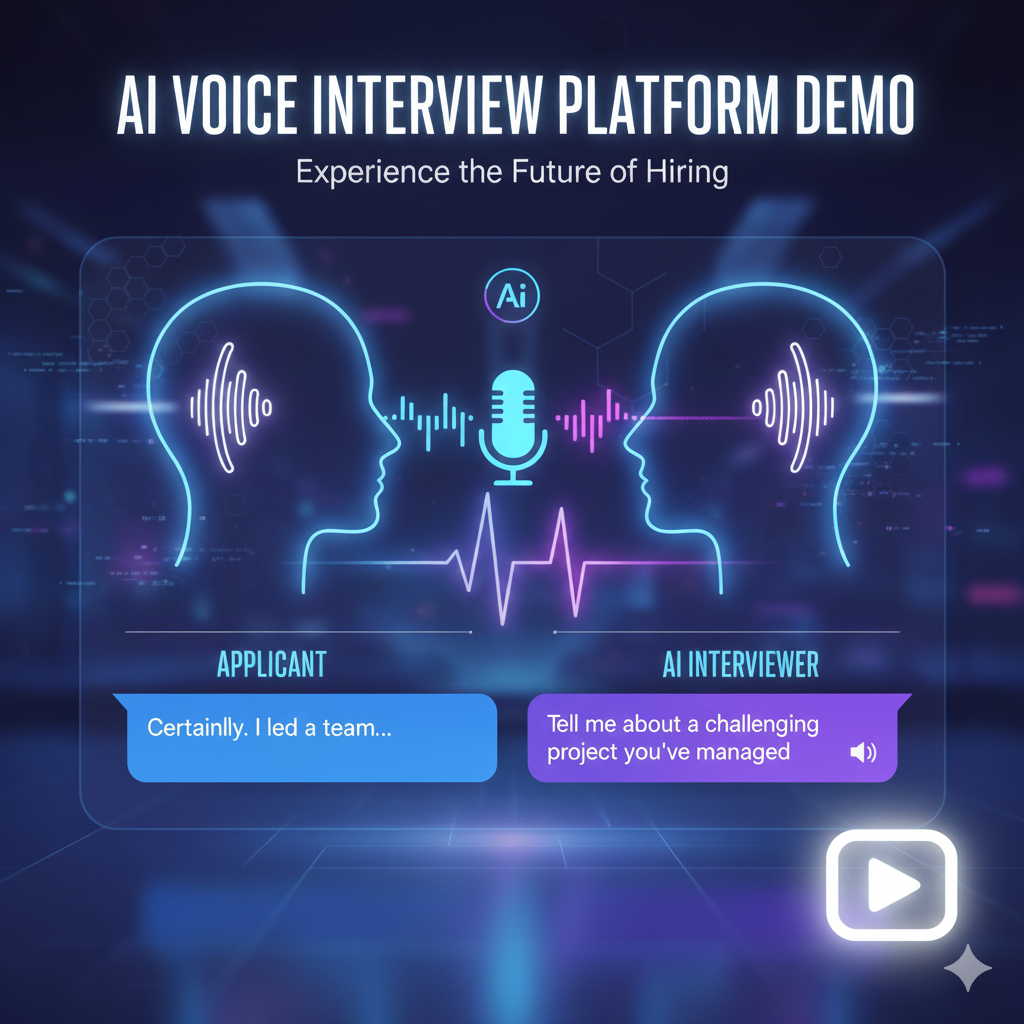 AI VOICE INTERVIEW PLATFORM DEMO
Experience the Future of Hiring
Ai
APPLICANT
Certainlly. I led a team...
AI INTERVIEWER
Tell me about a challenging
project you've managed